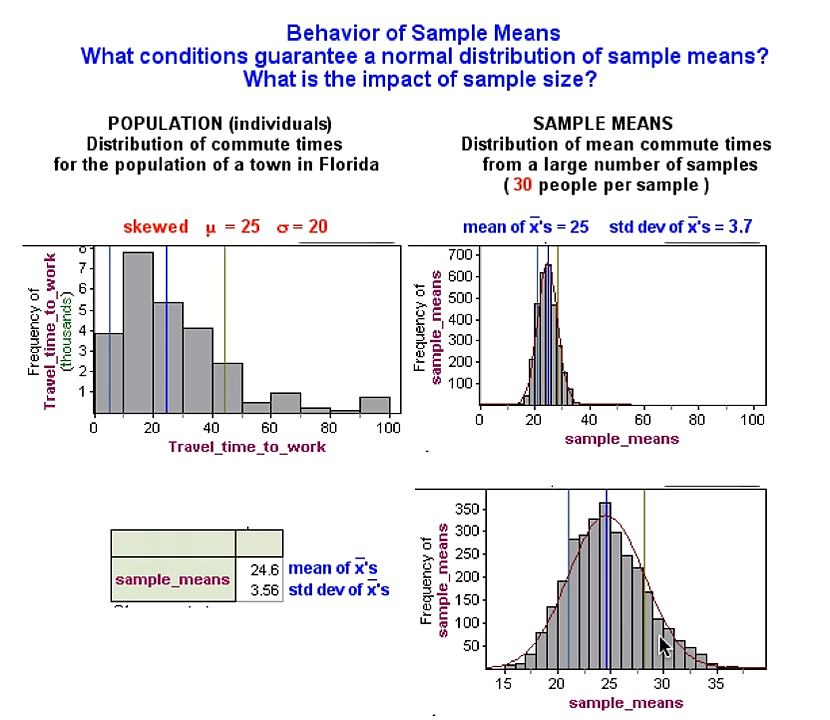 Behavior of Sample Means
What conditions guarantee a normal distribution of sample means?
What is the impact of sample size?
POPULATION (individuals)
Distribution of commute times
for the population of a town in Florida
skewed μ = 25 σ = 20
SAMPLE MEANS
Distribution of mean commute times
from a large number of samples
( 30 people per sample )
mean of x̄'s = 25 std dev of x̄'s = 3.7
Frequency of
Travel_time_to_work
(thousands)
8
7
6
5
4
3
2
1
0 20 40 60 80 100
Travel_time_to_work
Frequency of
sample_means
700
600
500
400
300
200
100
0 20 40 60 80 100
sample_means
sample_means
24.6 mean of x̄'s
3.56 std dev of x̄'s
Frequency of
sample_means
350
300
250
200
150
100
50
15 20 25 30 35
sample_means